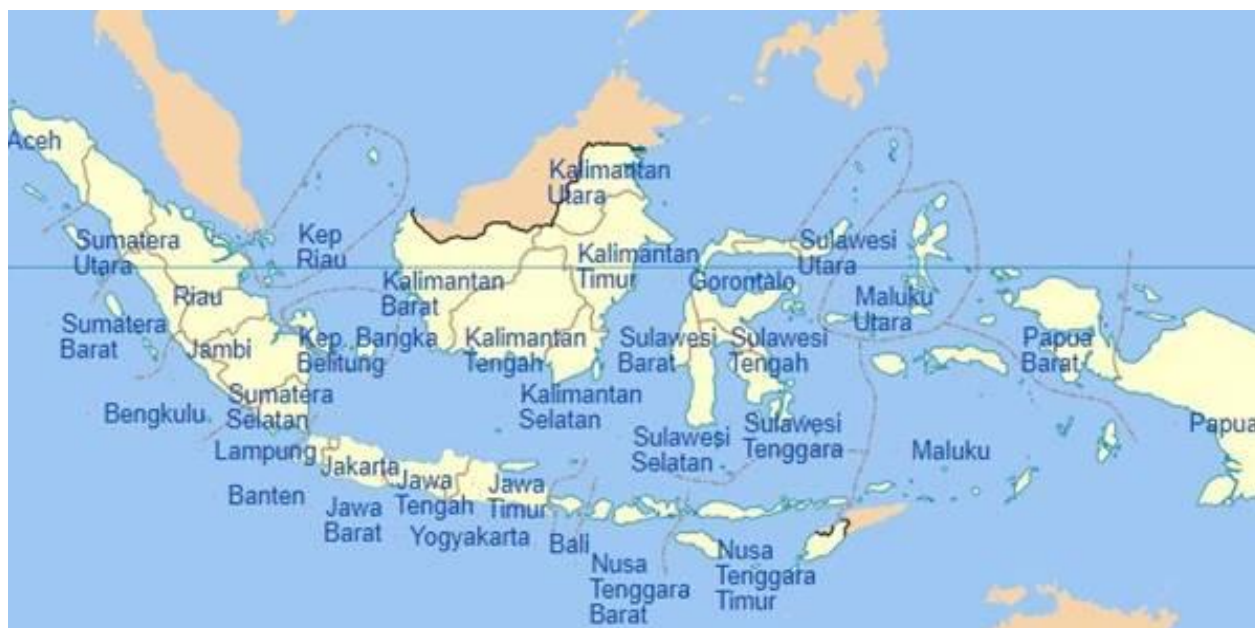 Aceh
Sumatera
Utara
Kep
Riau
Riau
Sumatera
Barat
Jambi
Kep. Bangka
Belitung
Bengkulu
Sumatera
Selatan
Lampung
Banten
Jakarta
Jawa
Barat
Jawa
Tengah
Yogyakarta
Jawa
Timur
Bali
Nusa
Tenggara
Barat
Nusa
Tenggara
Timur
Kalimantan
Utara
Kalimantan
Timur
Kalimantan
Barat
Kalimantan
Tengah
Kalimantan
Selatan
Sulawesi
Utara
Gorontalo
Sulawesi
Barat
Sulawesi
Tengah
Sulawesi
Selatan
Sulawesi
Tenggara
Maluku
Utara
Maluku
Papua
Barat
Papua